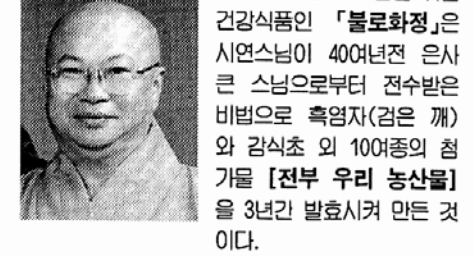 건강식품인 「불로화정」은
시연스님이 40여년전 은사
큰 스님으로부터 전수받은
비법으로 흑염자(검은 깨)
와 감식초 외 10여종의 첨
가물 [전부 우리 농산물]
을 3년간 발효시켜 만든 것
이다.